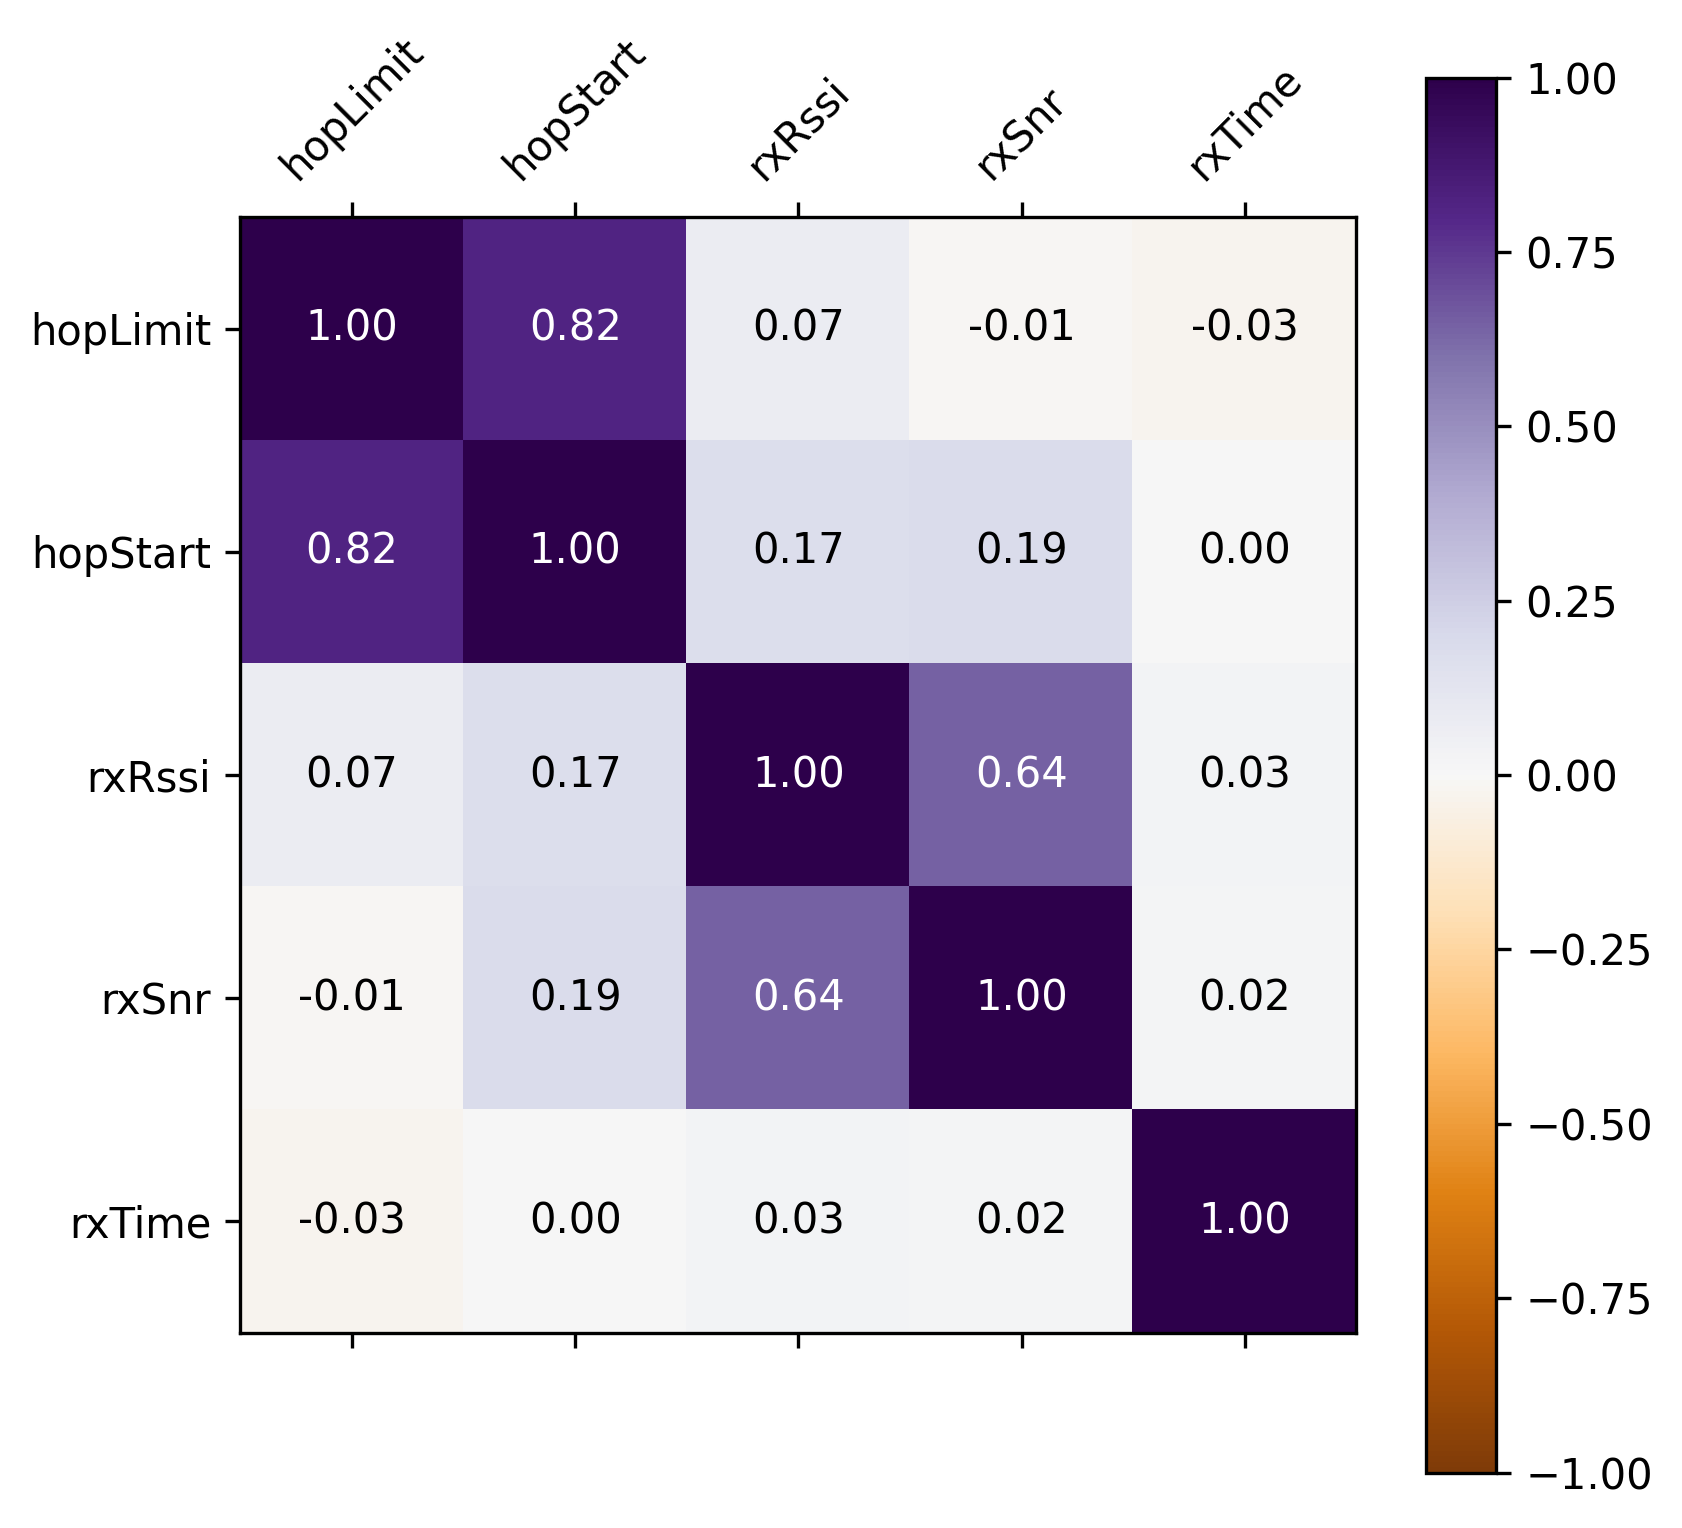 hopLimit hopStart rxRssi rxSnr rxTime
hopLimit 1.00 0.82 0.07 -0.01 -0.03
hopStart 0.82 1.00 0.17 0.19 0.00
rxRssi 0.07 0.17 1.00 0.64 0.03
rxSnr -0.01 0.19 0.64 1.00 0.02
rxTime -0.03 0.00 0.03 0.02 1.00
1.00
0.75
0.50
0.25
0.00
−0.25
−0.50
−0.75
−1.00